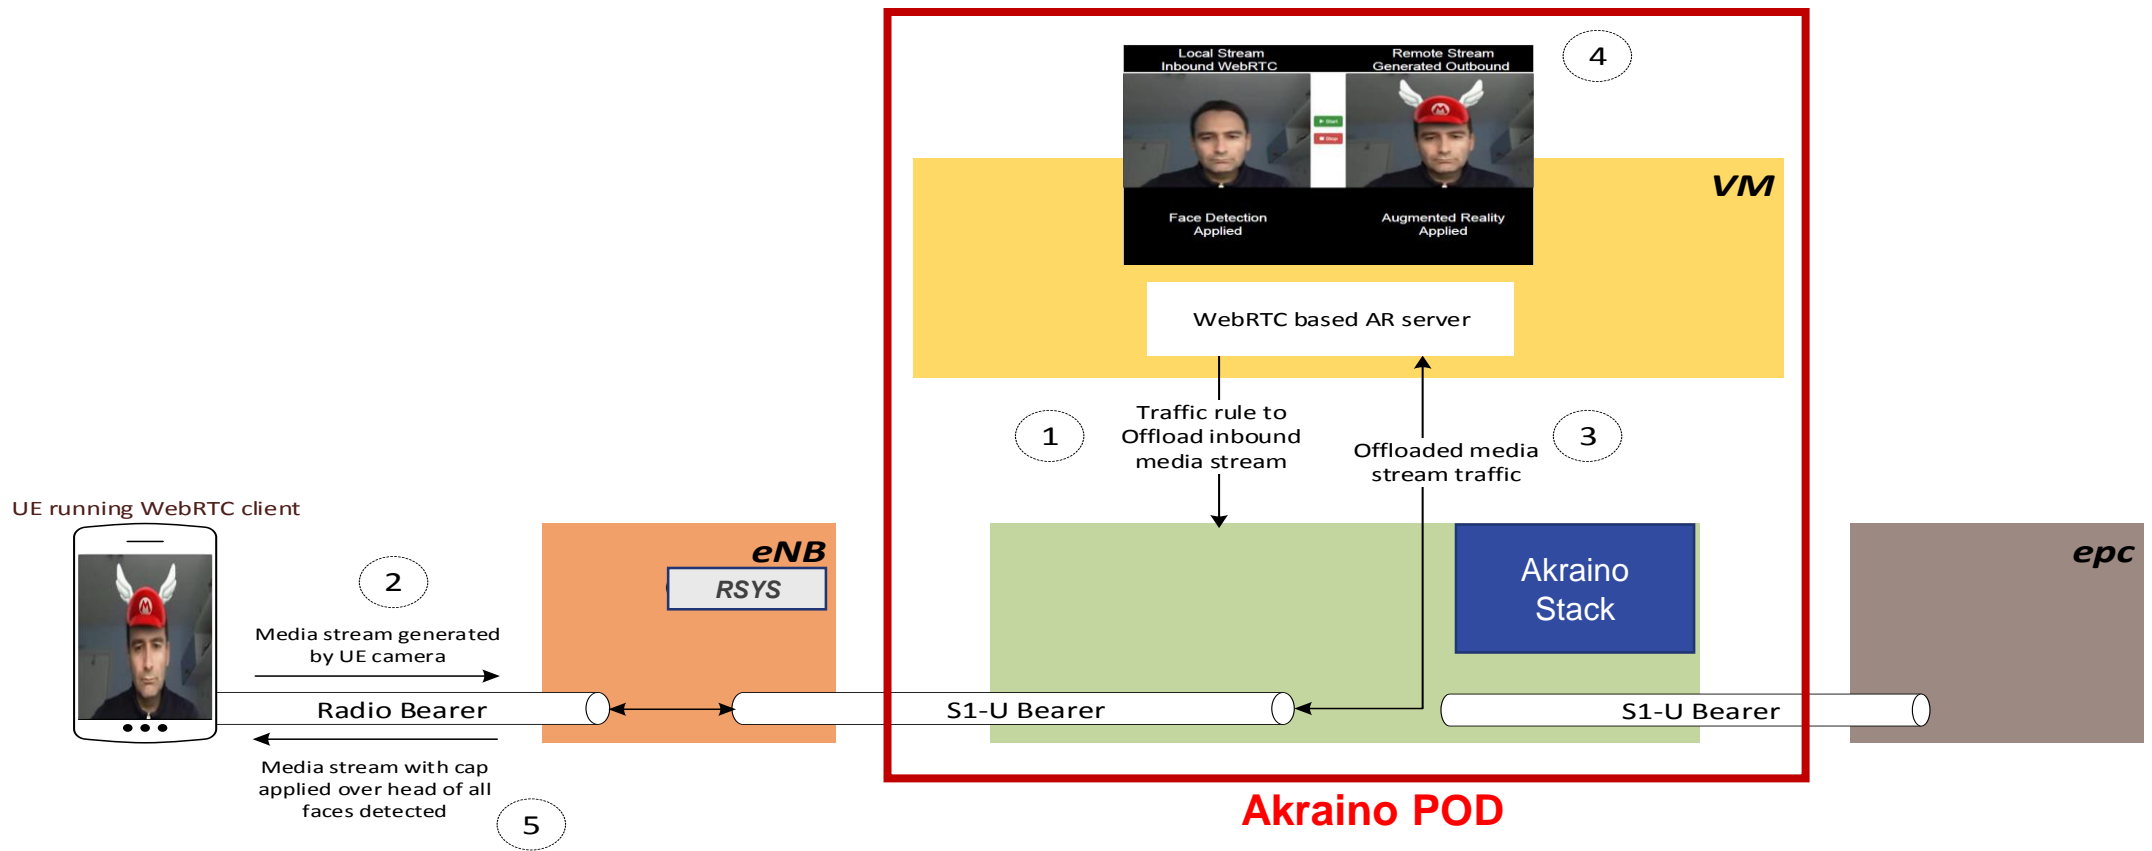 Local Stream
Inbound WebRTC
Remote Stream
Generated Outbound
4
Start
Stop
M
VM
Face Detection
Applied
Augmented Reality
Applied
WebRTC based AR server
1
Traffic rule to
Offload inbound
media stream
Offloaded media
stream traffic
3
UE running WebRTC client
M
2
Media stream generated
by UE camera
eNB
RSYS
Akraino
Stack
epc
Radio Bearer
S1-U Bearer
S1-U Bearer
Media stream with cap
applied over head of all
faces detected
5
Akraino POD